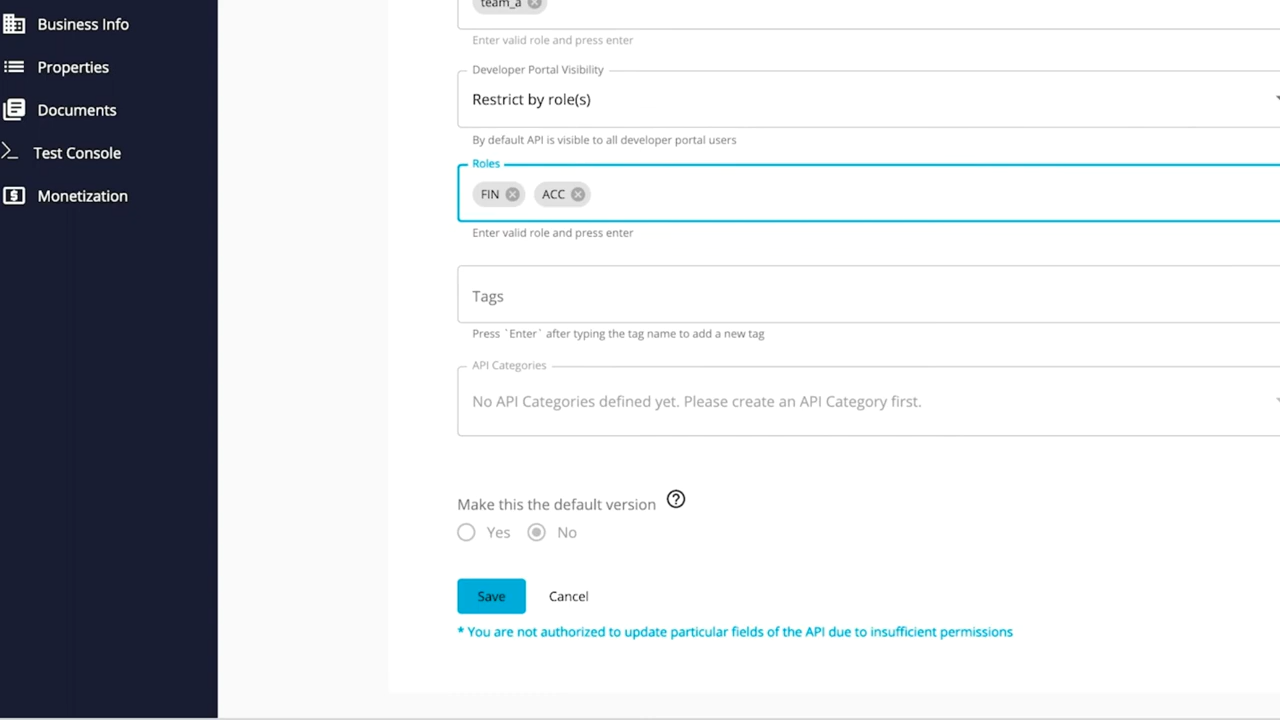 Business Info
Properties
Documents
Test Console
Monetization
team_a
Enter valid role and press enter
Developer Portal Visibility
Restrict by role(s)
By default API is visible to all developer portal users
Roles
FIN ACC
Enter valid role and press enter
Tags
Press `Enter` after typing the tag name to add a new tag
API Categories
No API Categories defined yet. Please create an API Category first.
Make this the default version
Yes No
Save Cancel
* You are not authorized to update particular fields of the API due to insufficient permissions